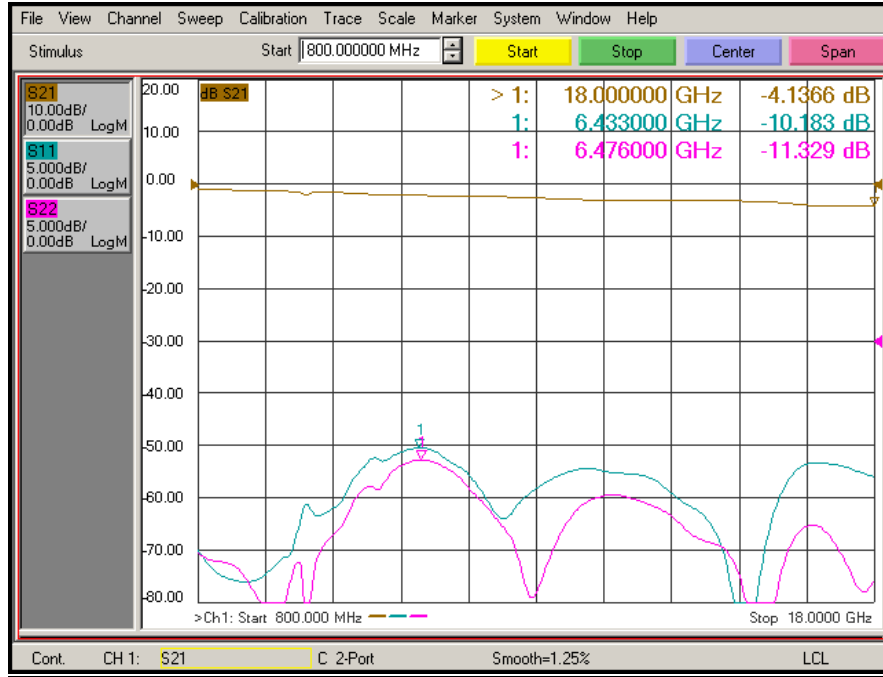 File View Channel Sweep Calibration Trace Scale Marker System Window Help
Stimulus Start 800.000000 MHz Start Stop Center Span
S21
10.00dB/
0.00dB LogM
S11
5.000dB/
0.00dB LogM
S22
5.000dB/
0.00dB LogM
dB S21
> 1: 18.000000 GHz -4.1366 dB
1: 6.433000 GHz -10.183 dB
1: 6.476000 GHz -11.329 dB
20.00
10.00
0.00
-10.00
-20.00
-30.00
-40.00
-50.00
-60.00
-70.00
-80.00
1
>Ch1: Start 800.000 MHz Stop 18.0000 GHz
Cont. CH 1: S21 C 2-Port Smooth=1.25% LCL